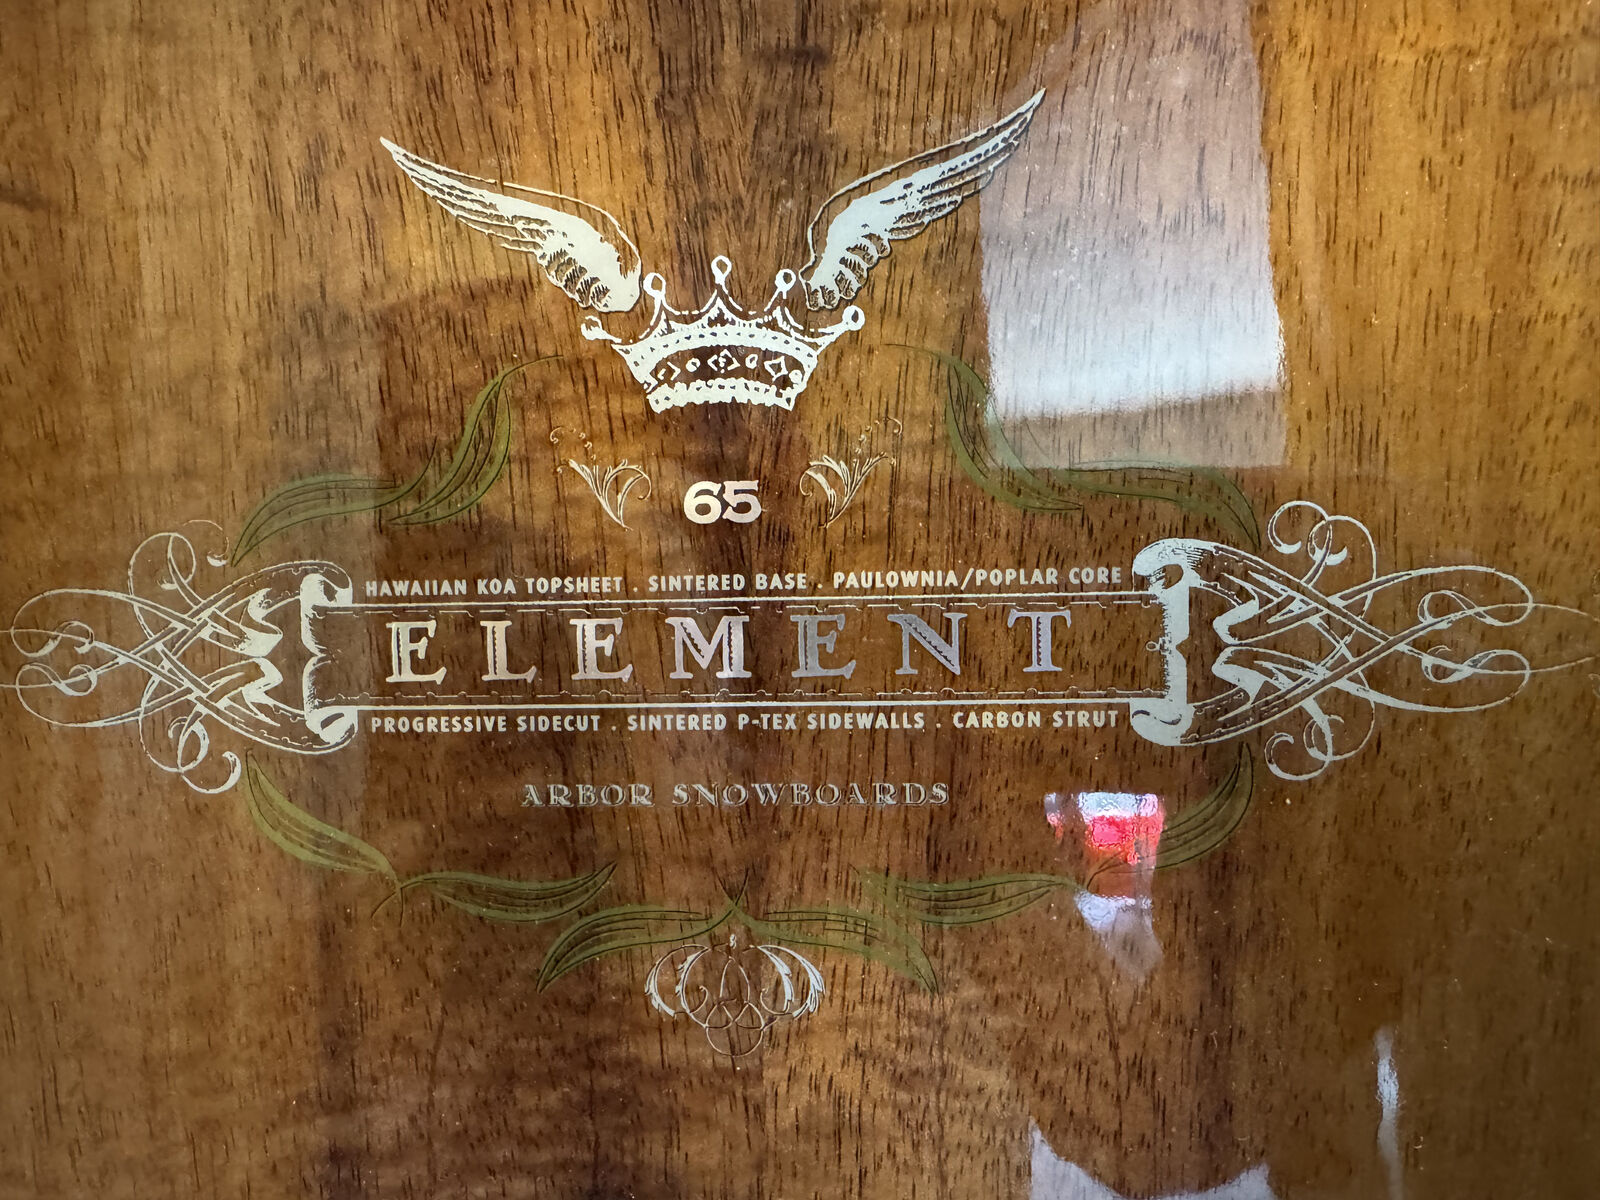 65
HAWAIIAN KOA TOPSHEET . SINTERED BASE . PAULOWNIA/POPLAR CORE
ELEMENT
PROGRESSIVE SIDECUT . SINTERED P-TEX SIDEWALLS . CARBON STRUT
ARBOR SNOWBOARDS